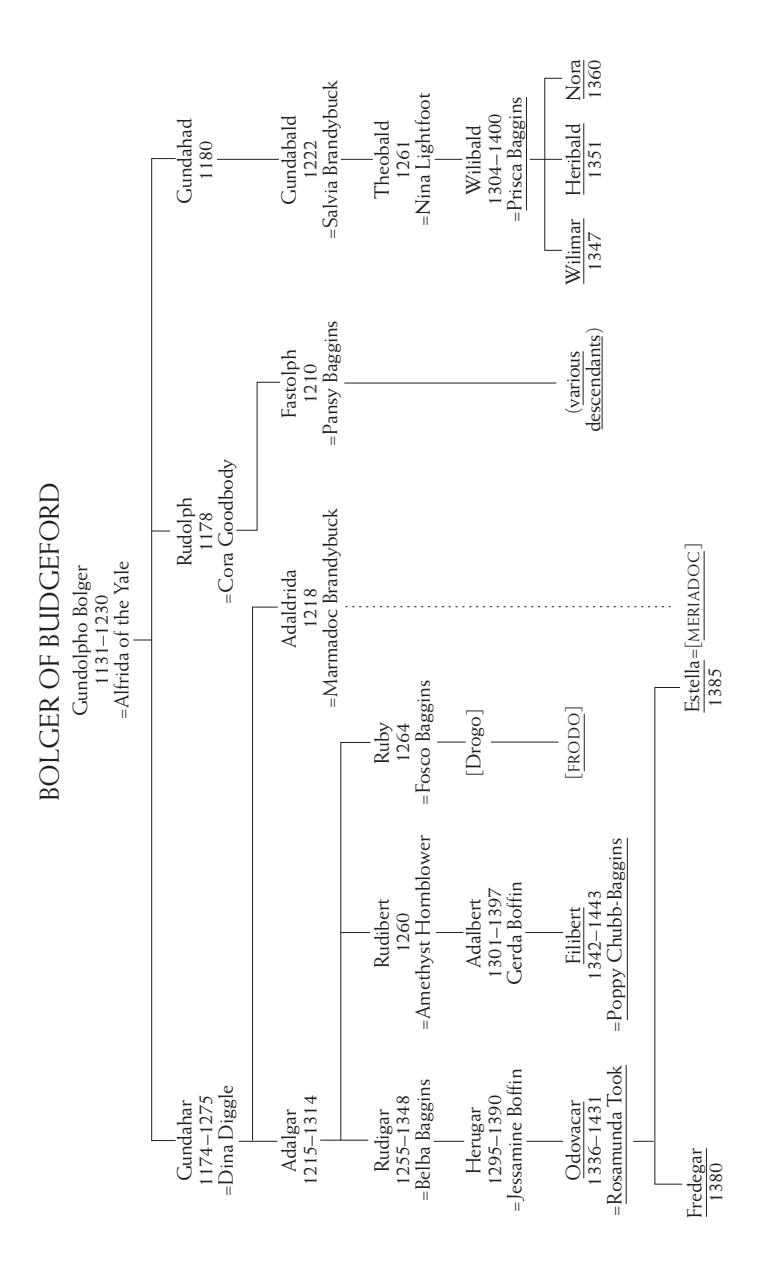 BOLGER OF BUDGEFORD
Gundolpho Bolger
1131–1230
=Alfrida of the Yale
Gundahar
1174–1275
=Dina Diggle
Rudolph
1178
=Cora Goodbody
Gundahad
1180
Adalgar
1215–1314
Adaldrida
1218
=Marmadoc Brandybuck
Fastolph
1210
=Pansy Baggins
Gundabald
1222
=Salvia Brandybuck
Rudigar
1255–1348
=Belba Baggins
Rudibert
1260
=Amethyst Hornblower
Ruby
1264
=Fosco Baggins
Theobald
1261
=Nina Lightfoot
Herugar
1295–1390
=Jessamine Boffin
Adalbert
1301–1397
Gerda Boffin
[Drogo]
Wilibald
1304–1400
=Prisca Baggins
Odovacar
1336–1431
=Rosamunda Took
Filibert
1342–1443
=Poppy Chubb-Baggins
[FRODO]
(various
descendants)
Wilimar
1347
Heribald
1351
Nora
1360
Fredegar
1380
Estella=[MERIADOC]
1385